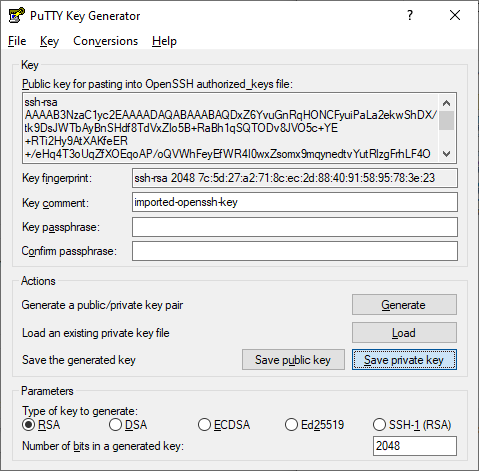 PuTTY Key Generator
File Key Conversions Help
Key
Public key for pasting into OpenSSH authorized_keys file:
ssh-rsa
AAAAB3NzaC1yc2EAAAADAQABAAABAQDxZ6YvuGnRqHONCFyuiPaLa2ekwShDX/
tk9DsJWTbAyBnSHdf8TdVxZlo5B+RaBh1qSQTODv8JVO5c+YE
+RTi2Hy9AtXAKfeER
+/eHq4T3oUqZfXOEqoAP/oQVWhFeyEfWR4I0wxZsomx9mqynedtvYutRlzgFrhLF4O
Key fingerprint: ssh-rsa 2048 7c:5d:27:a2:71:8c:ec:2d:88:40:91:58:95:78:3e:23
Key comment: imported-openssh-key
Key passphrase:
Confirm passphrase:
Actions
Generate a public/private key pair Generate
Load an existing private key file Load
Save the generated key Save public key Save private key
Parameters
Type of key to generate:
RSA DSA ECDSA Ed25519 SSH-1 (RSA)
Number of bits in a generated key: 2048